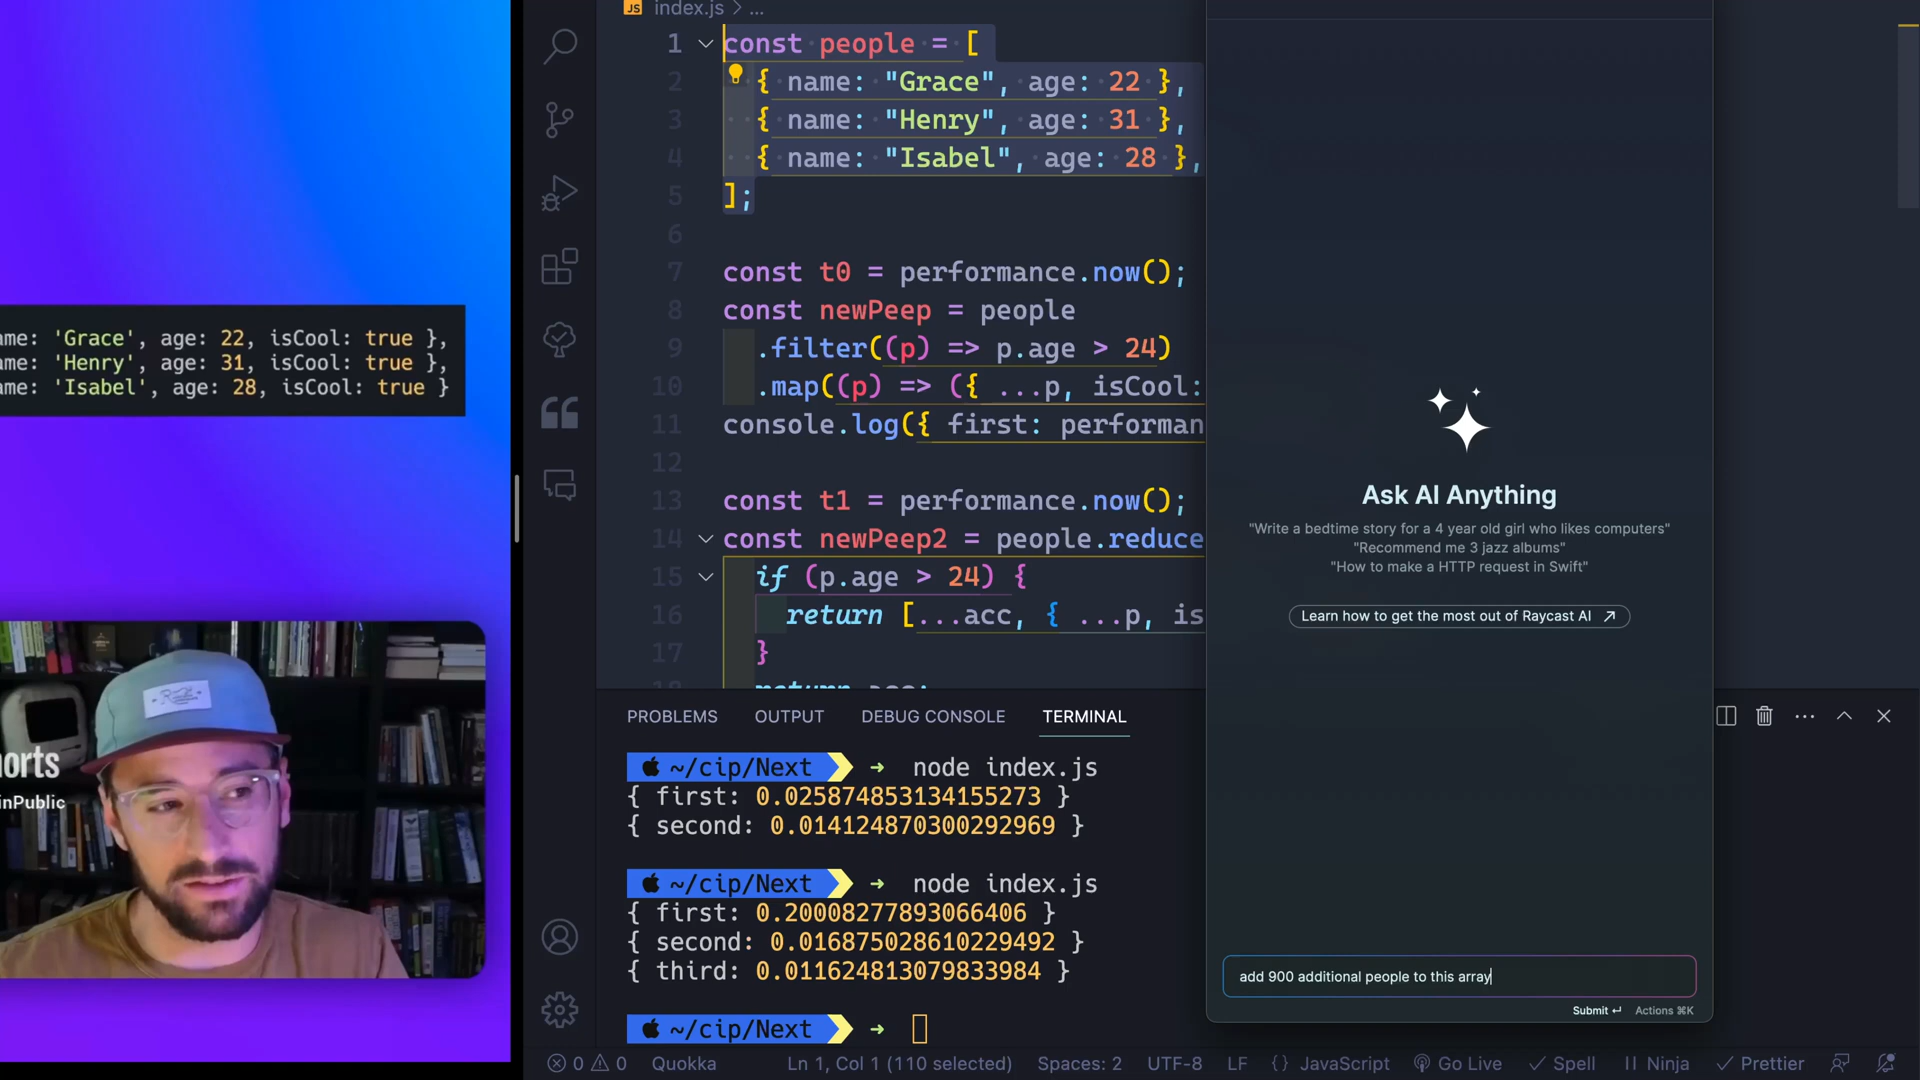 JS index.js > ...
1 const people = [
2 { name: "Grace", age: 22 },
3 { name: "Henry", age: 31 },
4 { name: "Isabel", age: 28 },
5 ];
6
7 const t0 = performance.now();
8 const newPeep = people
9 .filter((p) => p.age > 24)
10 .map((p) => ({ ...p, isCool:
11 console.log({ first: performan
12
13 const t1 = performance.now();
14 const newPeep2 = people.reduce
15 if (p.age > 24) {
16 return [...acc, { ...p, is
17 }
ame: 'Grace', age: 22, isCool: true },
ame: 'Henry', age: 31, isCool: true },
ame: 'Isabel', age: 28, isCool: true }
orts
inPublic
PROBLEMS OUTPUT DEBUG CONSOLE TERMINAL
~/cip/Next → node index.js
{ first: 0.025874853134155273 }
{ second: 0.014124870300292969 }
~/cip/Next → node index.js
{ first: 0.20008277893066406 }
{ second: 0.016875028610229492 }
{ third: 0.011624813079833984 }
~/cip/Next →
Ask AI Anything
"Write a bedtime story for a 4 year old girl who likes computers"
"Recommend me 3 jazz albums"
"How to make a HTTP request in Swift"
Learn how to get the most out of Raycast AI ↗
add 900 additional people to this array
Submit ↵ Actions ⌘K
0 0 Quokka Ln 1, Col 1 (110 selected) Spaces: 2 UTF-8 LF {} JavaScript Go Live Spell Ninja Prettier